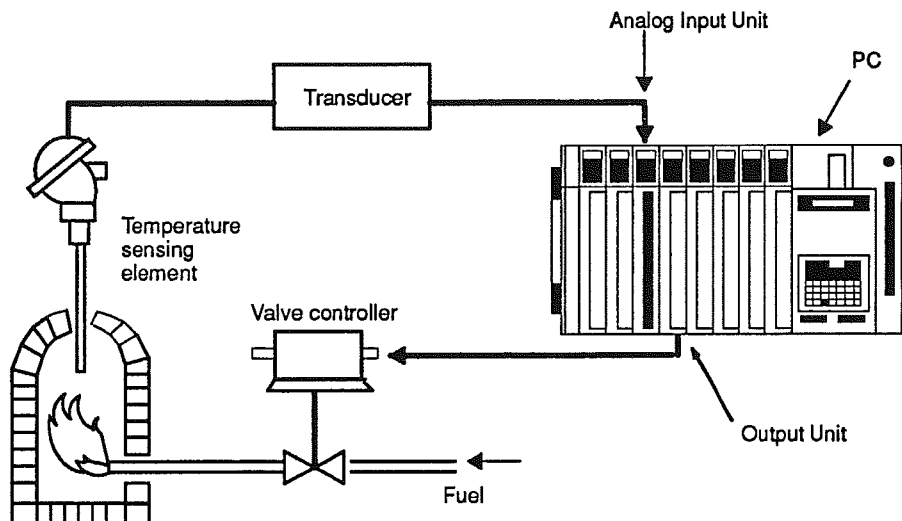 Analog Input Unit
PC
Transducer
Temperature
sensing
element
Valve controller
Output Unit
Fuel